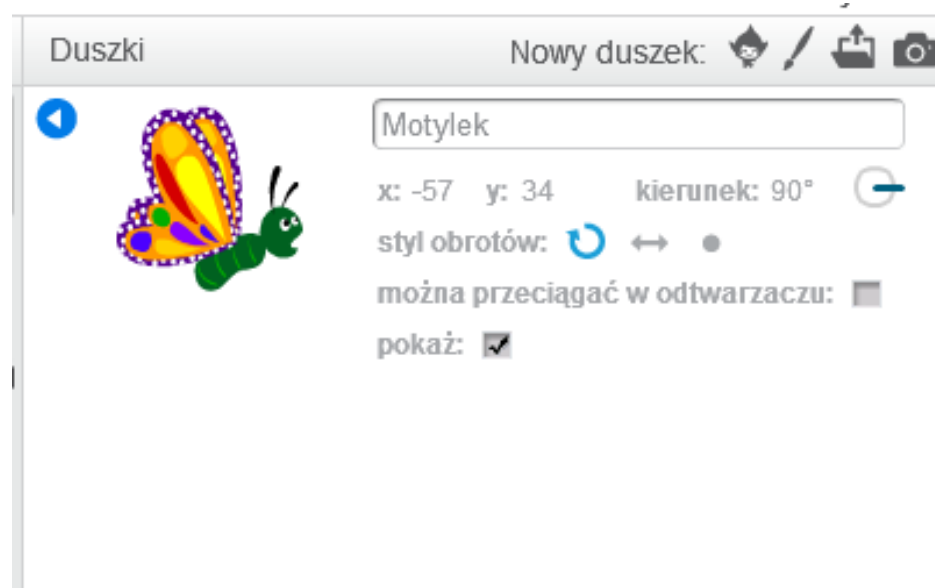 Duszki Nowy duszek:
Motylek
x: -57 y: 34 kierunek: 90°
styl obrotów:
można przeciągać w odtwarzaczu:
pokaż: